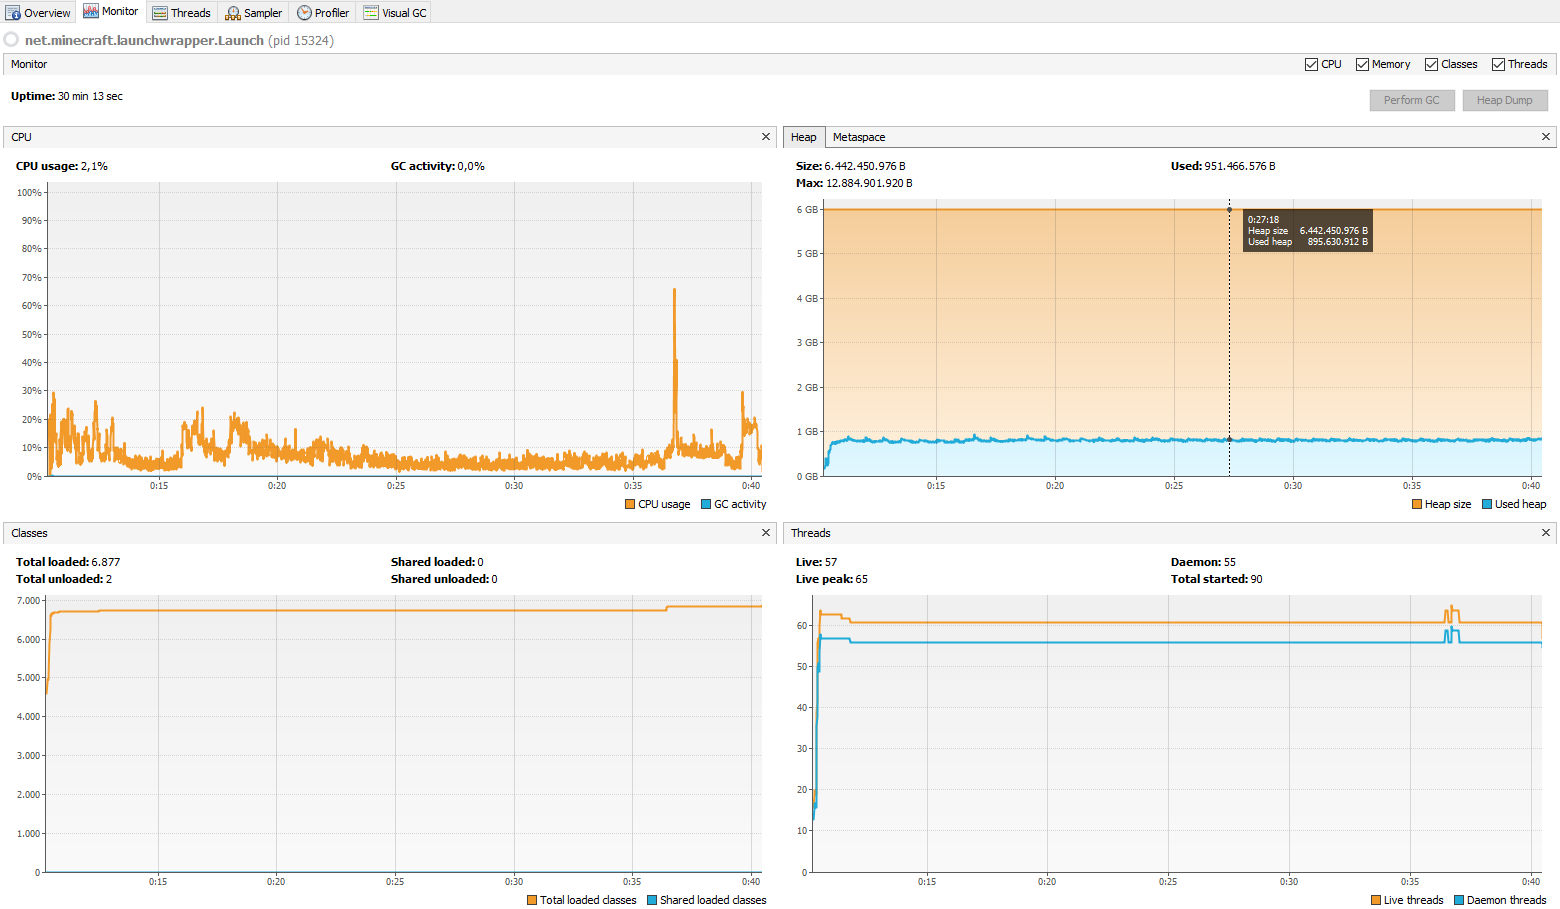 Overview Monitor Threads Sampler Profiler Visual GC
net.minecraft.launchwrapper.Launch (pid 15324)
Monitor CPU Memory Classes Threads
Uptime: 30 min 13 sec
Perform GC Heap Dump
CPU
CPU usage: 2,1% GC activity: 0,0%
100%
90%
80%
70%
60%
50%
40%
30%
20%
10%
0%
0:15 0:20 0:25 0:30 0:35 0:40
CPU usage GC activity
Heap Metaspace
Size: 6.442.450.976 B Used: 951.466.576 B
Max: 12.884.901.920 B
6 GB
5 GB
4 GB
3 GB
2 GB
1 GB
0 GB
0:27:18
Heap size 6.442.450.976 B
Used heap 895.630.912 B
0:15 0:20 0:25 0:30 0:35 0:40
Heap size Used heap
Classes
Total loaded: 6.877 Shared loaded: 0
Total unloaded: 2 Shared unloaded: 0
7.000
6.000
5.000
4.000
3.000
2.000
1.000
0
0:15 0:20 0:25 0:30 0:35 0:40
Total loaded classes Shared loaded classes
Threads
Live: 57 Daemon: 55
Live peak: 65 Total started: 90
60
50
40
30
20
10
0
0:15 0:20 0:25 0:30 0:35 0:40
Live threads Daemon threads